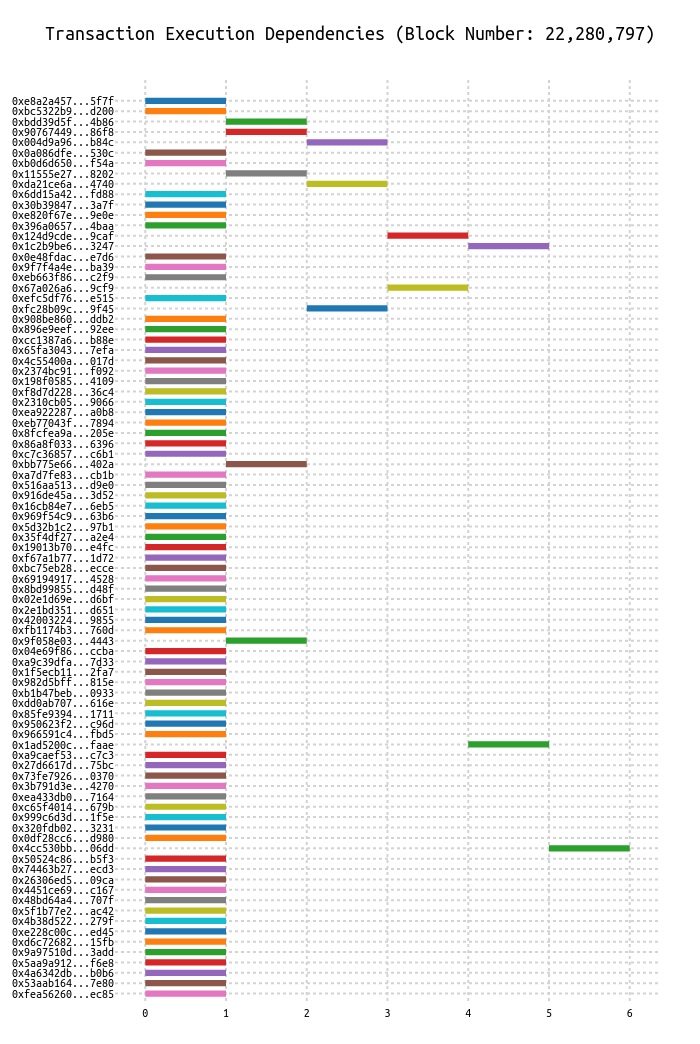 Transaction Execution Dependencies (Block Number: 22,280,797)
0xe8a2a457...5f7f
0xbc5322b9...d200
0xbdd39d5f...4b86
0x90767449...86f8
0x004d9a96...b84c
0x0a086dfe...530c
0xb0d6d650...f54a
0x11555e27...8202
0xda21ce6a...4740
0x6dd15a42...fd88
0x30b39847...3a7f
0xe820f67e...9e0e
0x396a0657...4baa
0x124d9cde...9caf
0x1c2b9be6...3247
0x0e48fdac...e7d6
0x9f7f4a4e...ba39
0xeb663f86...c2f9
0x67a026a6...9cf9
0xefc5df76...e515
0xfc28b09c...9f45
0x908be860...ddb2
0x896e9eef...92ee
0xcc1387a6...b88e
0x65fa3043...7efa
0x4c55400a...017d
0x2374bc91...f092
0x198f0585...4109
0xf8d7d228...36c4
0x2310cb05...9066
0xea922287...a0b8
0xeb77043f...7894
0x8fcfea9a...205e
0x86a8f033...6396
0xc7c36857...c6b1
0xbb775e66...402a
0xa7d7fe83...cb1b
0x516aa513...d9e0
0x916de45a...3d52
0x16cb84e7...6eb5
0x969f54c9...63b6
0x5d32b1c2...97b1
0x35f4df27...a2e4
0x19013b70...e4fc
0xf67a1b77...1d72
0xbc75eb28...ecce
0x69194917...4528
0x8bd99855...d48f
0x02e1d69e...d6bf
0x2e1bd351...d651
0x42003224...9855
0xfb1174b3...760d
0x9f058e03...4443
0x04e69f86...ccba
0xa9c39dfa...7d33
0x1f5ecb11...2fa7
0x982d5bff...815e
0xb1b47beb...0933
0xdd0ab707...616e
0x85fe9394...1711
0x950623f2...c96d
0x966591c4...fbd5
0x1ad5200c...faae
0xa9caef53...c7c3
0x27d6617d...75bc
0x73fe7926...0370
0x3b791d3e...4270
0xea433db0...7164
0xc65f4014...679b
0x999c6d3d...1f5e
0x320fdb02...3231
0x0df28cc6...d980
0x4cc530bb...06dd
0x50524c86...b5f3
0x74463b27...ecd3
0x26306ed5...09ca
0x4451ce69...c167
0x48bd64a4...707f
0x5f1b77e2...ac42
0x4b38d522...279f
0xe228c00c...ed45
0xd6c72682...15fb
0x9a97510d...3add
0x5aa9a912...f6e8
0x4a6342db...b0b6
0x53aab164...7e80
0xfea56260...ec85
0 1 2 3 4 5 6